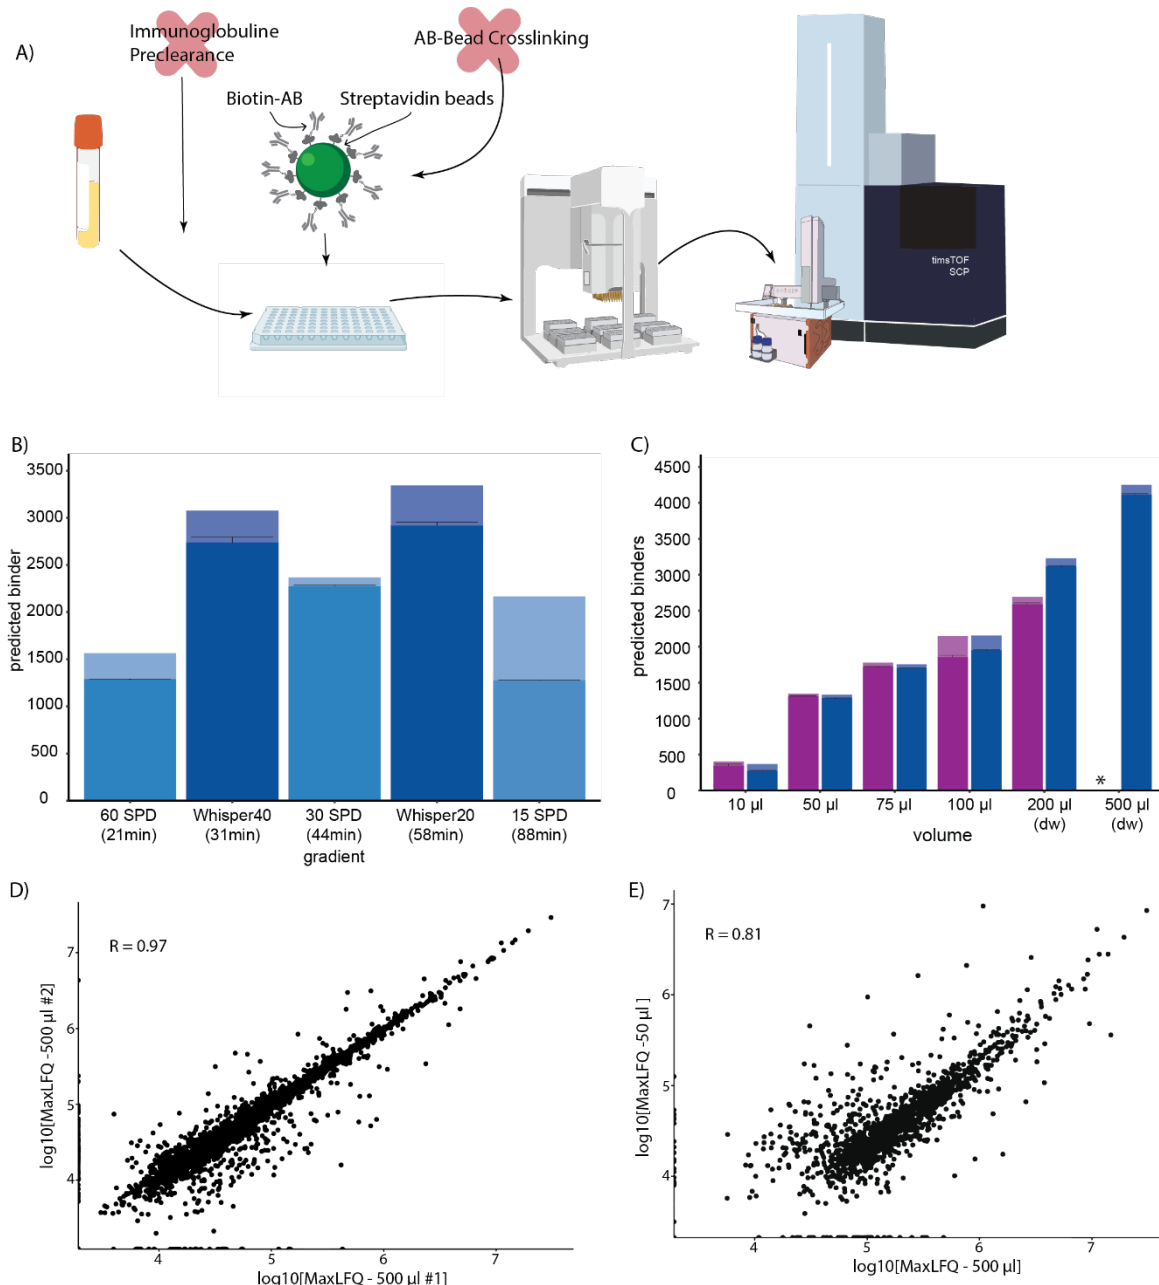 A)
Immunoglobuline
Preclearance
AB-Bead Crosslinking
Biotin-AB
Streptavidin beads
timsTOF
SCP
B)
predicted binder
3500
3000
2500
2000
1500
1000
500
0
60 SPD
(21min)
Whisper40
(31min)
30 SPD
(44min)
Whisper20
(58min)
15 SPD
(88min)
gradient
C)
predicted binders
4500
4000
3500
3000
2500
2000
1500
1000
500
0
*
10 µl
50 µl
75 µl
100 µl
200 µl
(dw)
500 µl
(dw)
volume
D)
R = 0.97
log10[MaxLFQ -500 µl #2]
7
6
5
4
4
5
6
7
log10[MaxLFQ - 500 µl #1]
E)
R = 0.81
log10[MaxLFQ -50 µl ]
7
6
5
4
4
5
6
7
log10[MaxLFQ - 500 µl]